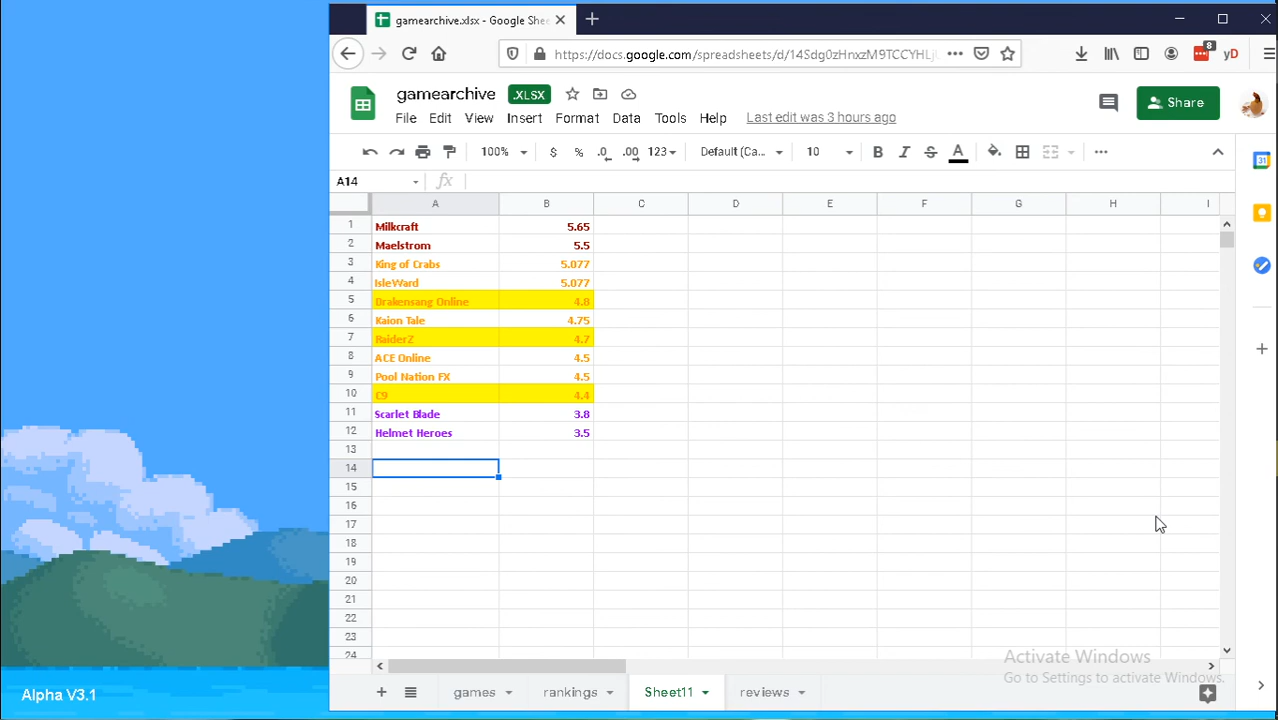 gamearchive.xlsx - Google She
https://docs.google.com/spreadsheets/d/14Sdg0zHnxzM9TCCYHLj
8
yD
gamearchive .XLSX
Share
File Edit View Insert Format Data Tools Help Last edit was 3 hours ago
100% $ % .0 .00 123 Default (Ca... 10 B I S A
31
A14 fx
A B C D E F G H I
1 Milkcraft 5.65
2 Maelstrom 5.5
3 King of Crabs 5.077
4 IsleWard 5.077
5 Drakensang Online 4.8
6 Kaion Tale 4.75
7 RaiderZ 4.7
8 ACE Online 4.5
9 Pool Nation FX 4.5
10 C9 4.4
11 Scarlet Blade 3.8
12 Helmet Heroes 3.5
13
14
15
16
17
18
19
20
21
22
23
24
Activate Windows
Go to Settings to activate Windows.
games rankings Sheet11 reviews
Alpha V3.1